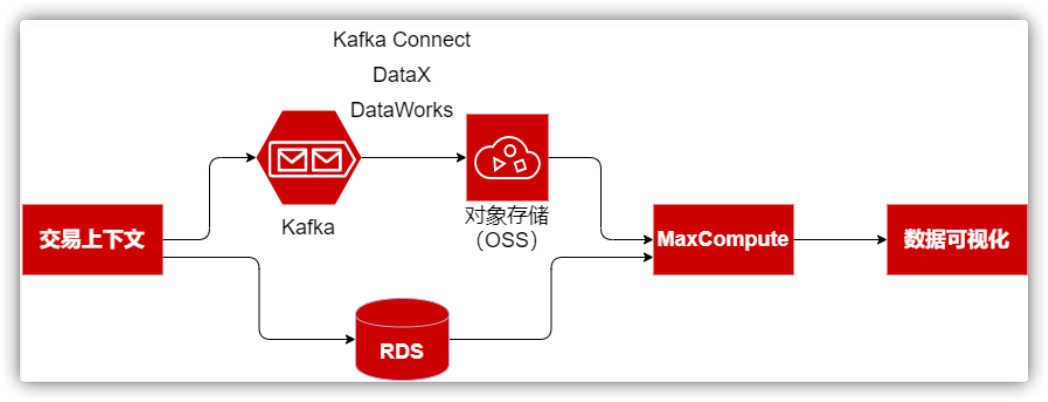 Kafka Connect
DataX
DataWorks
Kafka
对象存储
（OSS）
交易上下文
MaxCompute
数据可视化
RDS